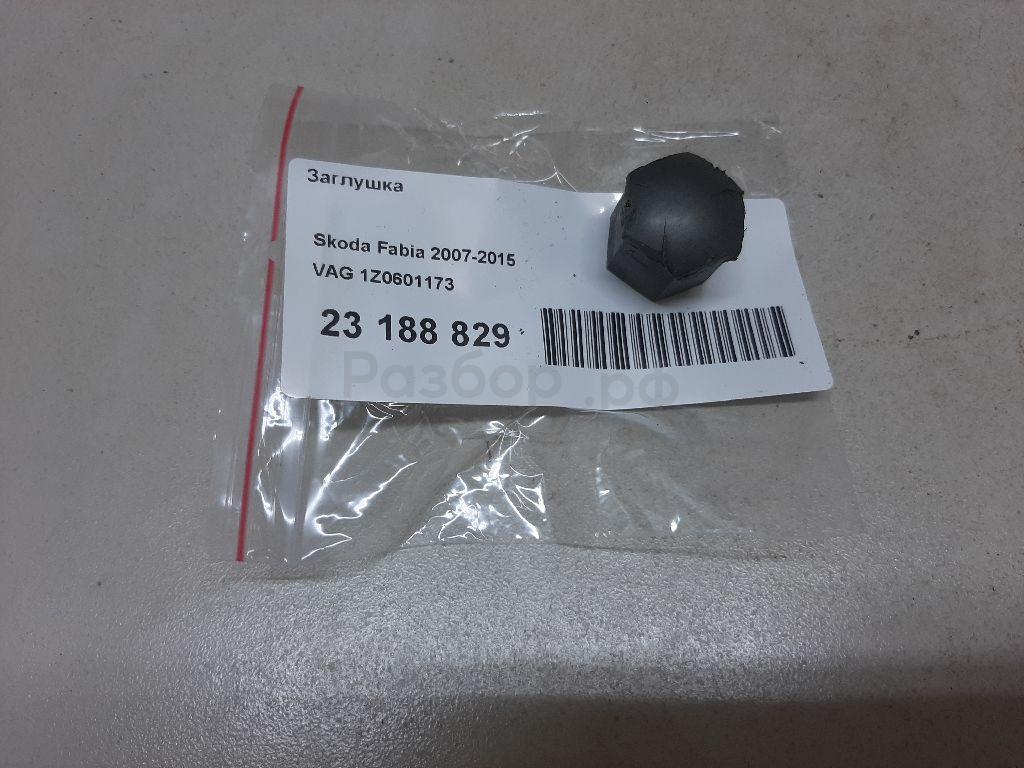 Заглушка
Skoda Fabia 2007-2015
VAG 1Z0601173
23 188 829
Разбор.рф